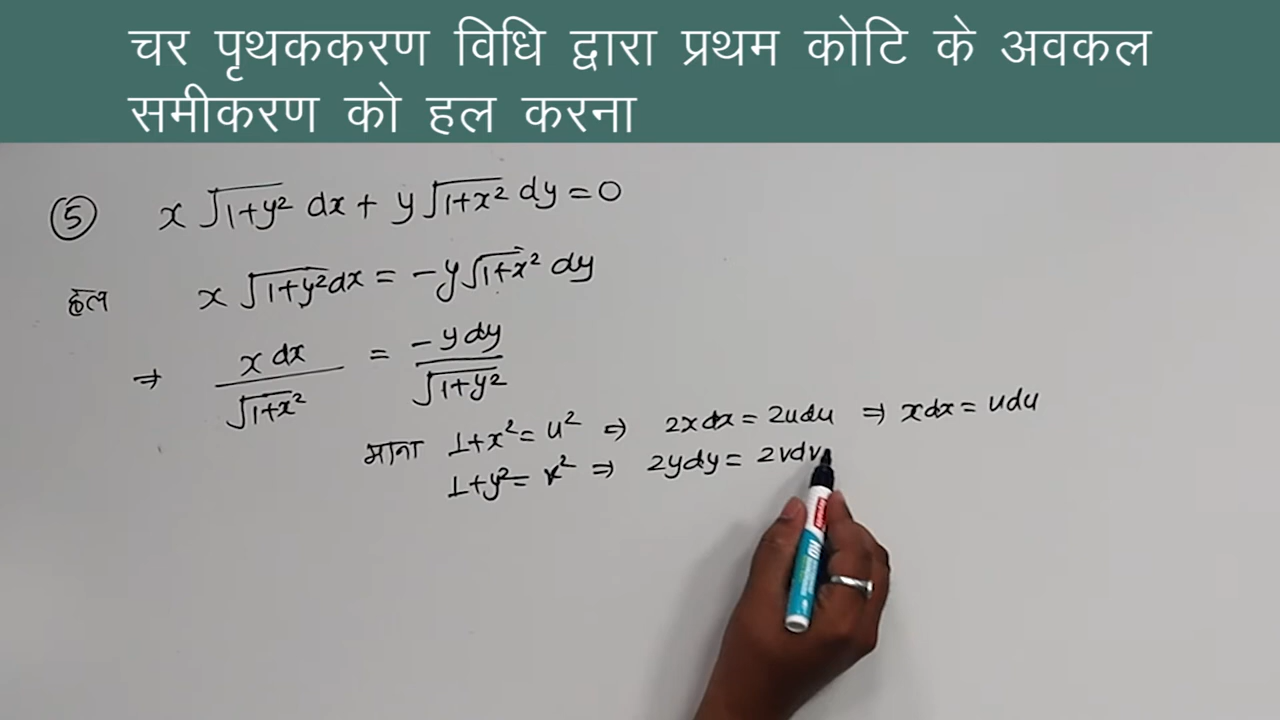 चर पृथककरण विधि द्वारा प्रथम कोटि के अवकल
समीकरण को हल करना
⑤ x √1+y² dx + y √1+x² dy = 0
हल x √1+y² dx = -y √1+x² dy
⇒ x dx / √1+x² = -y dy / √1+y²
माना 1+x² = u² ⇒ 2x dx = 2u du ⇒ x dx = u du
1+y² = v² ⇒ 2y dy = 2v dv